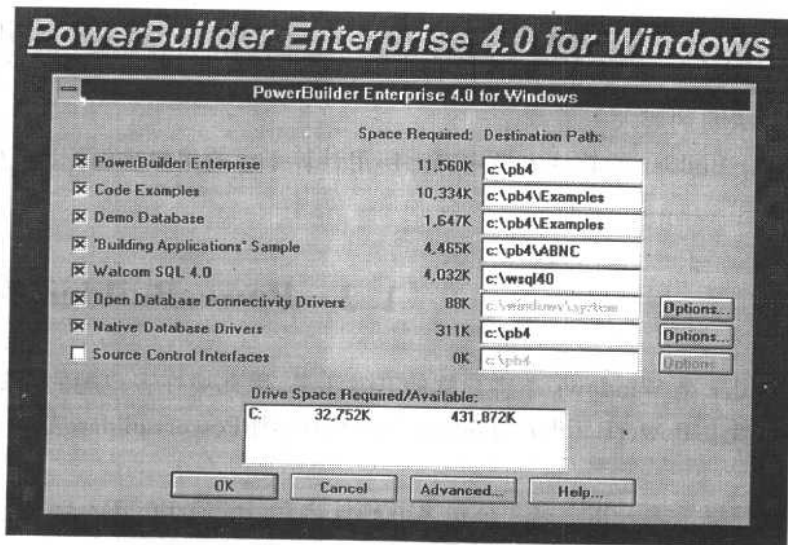 PowerBuilder Enterprise 4.0 for Windows
PowerBuilder Enterprise 4.0 for Windows
Space Required: Destination Path:
PowerBuilder Enterprise 11,560K c:\pb4
Code Examples 10,334K c:\pb4\Examples
Demo Database 1,647K c:\pb4\Examples
"Building Applications" Sample 4,465K c:\pb4\ABNC
Watcom SQL 4.0 4,032K c:\wsql40
Open Database Connectivity Drivers 88K c:\windows\system Options...
Native Database Drivers 311K c:\pb4 Options...
Source Control Interfaces 0K c:\pb4 Options...
Drive Space Required/Available:
C: 32,752K 431,872K
OK Cancel Advanced... Help...